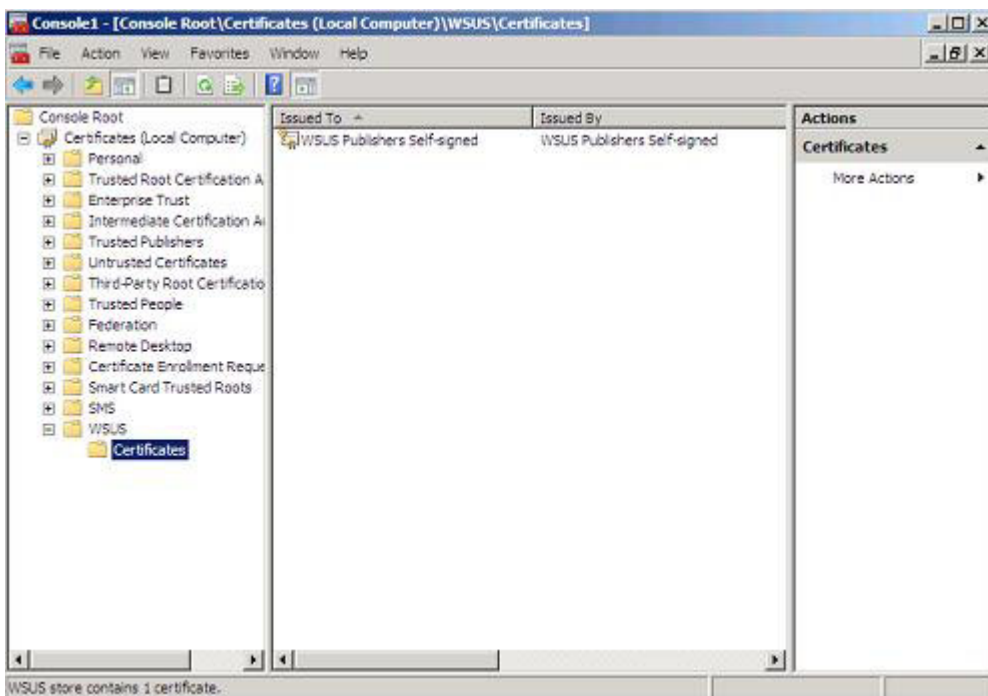 Console1 - [Console Root\Certificates (Local Computer)\WSUS\Certificates]
File Action View Favorites Window Help
Console Root
Certificates (Local Computer)
Personal
Trusted Root Certification A
Enterprise Trust
Intermediate Certification A
Trusted Publishers
Untrusted Certificates
Third-Party Root Certificatio
Trusted People
Federation
Remote Desktop
Certificate Enrollment Reque
Smart Card Trusted Roots
SMS
WSUS
Certificates
Issued To Issued By
WSUS Publishers Self-signed WSUS Publishers Self-signed
Actions
Certificates
More Actions
WSUS store contains 1 certificate.